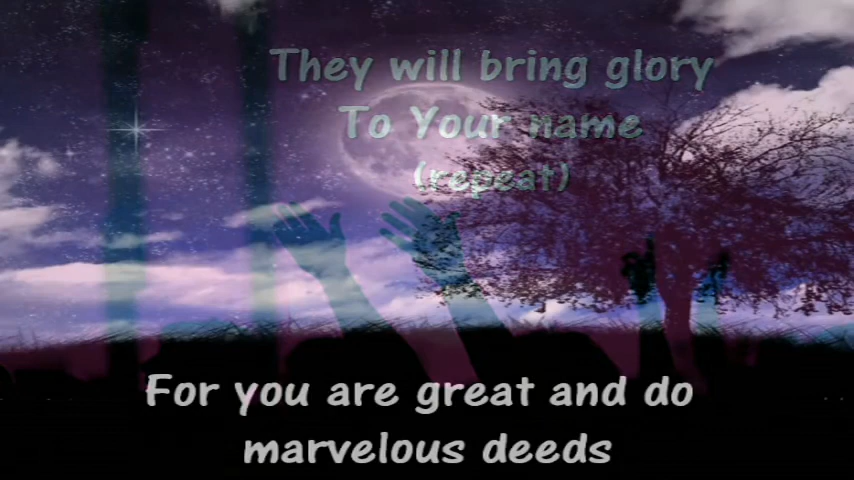 They will bring glory
To Your name
(repeat)
For you are great and do
marvelous deeds